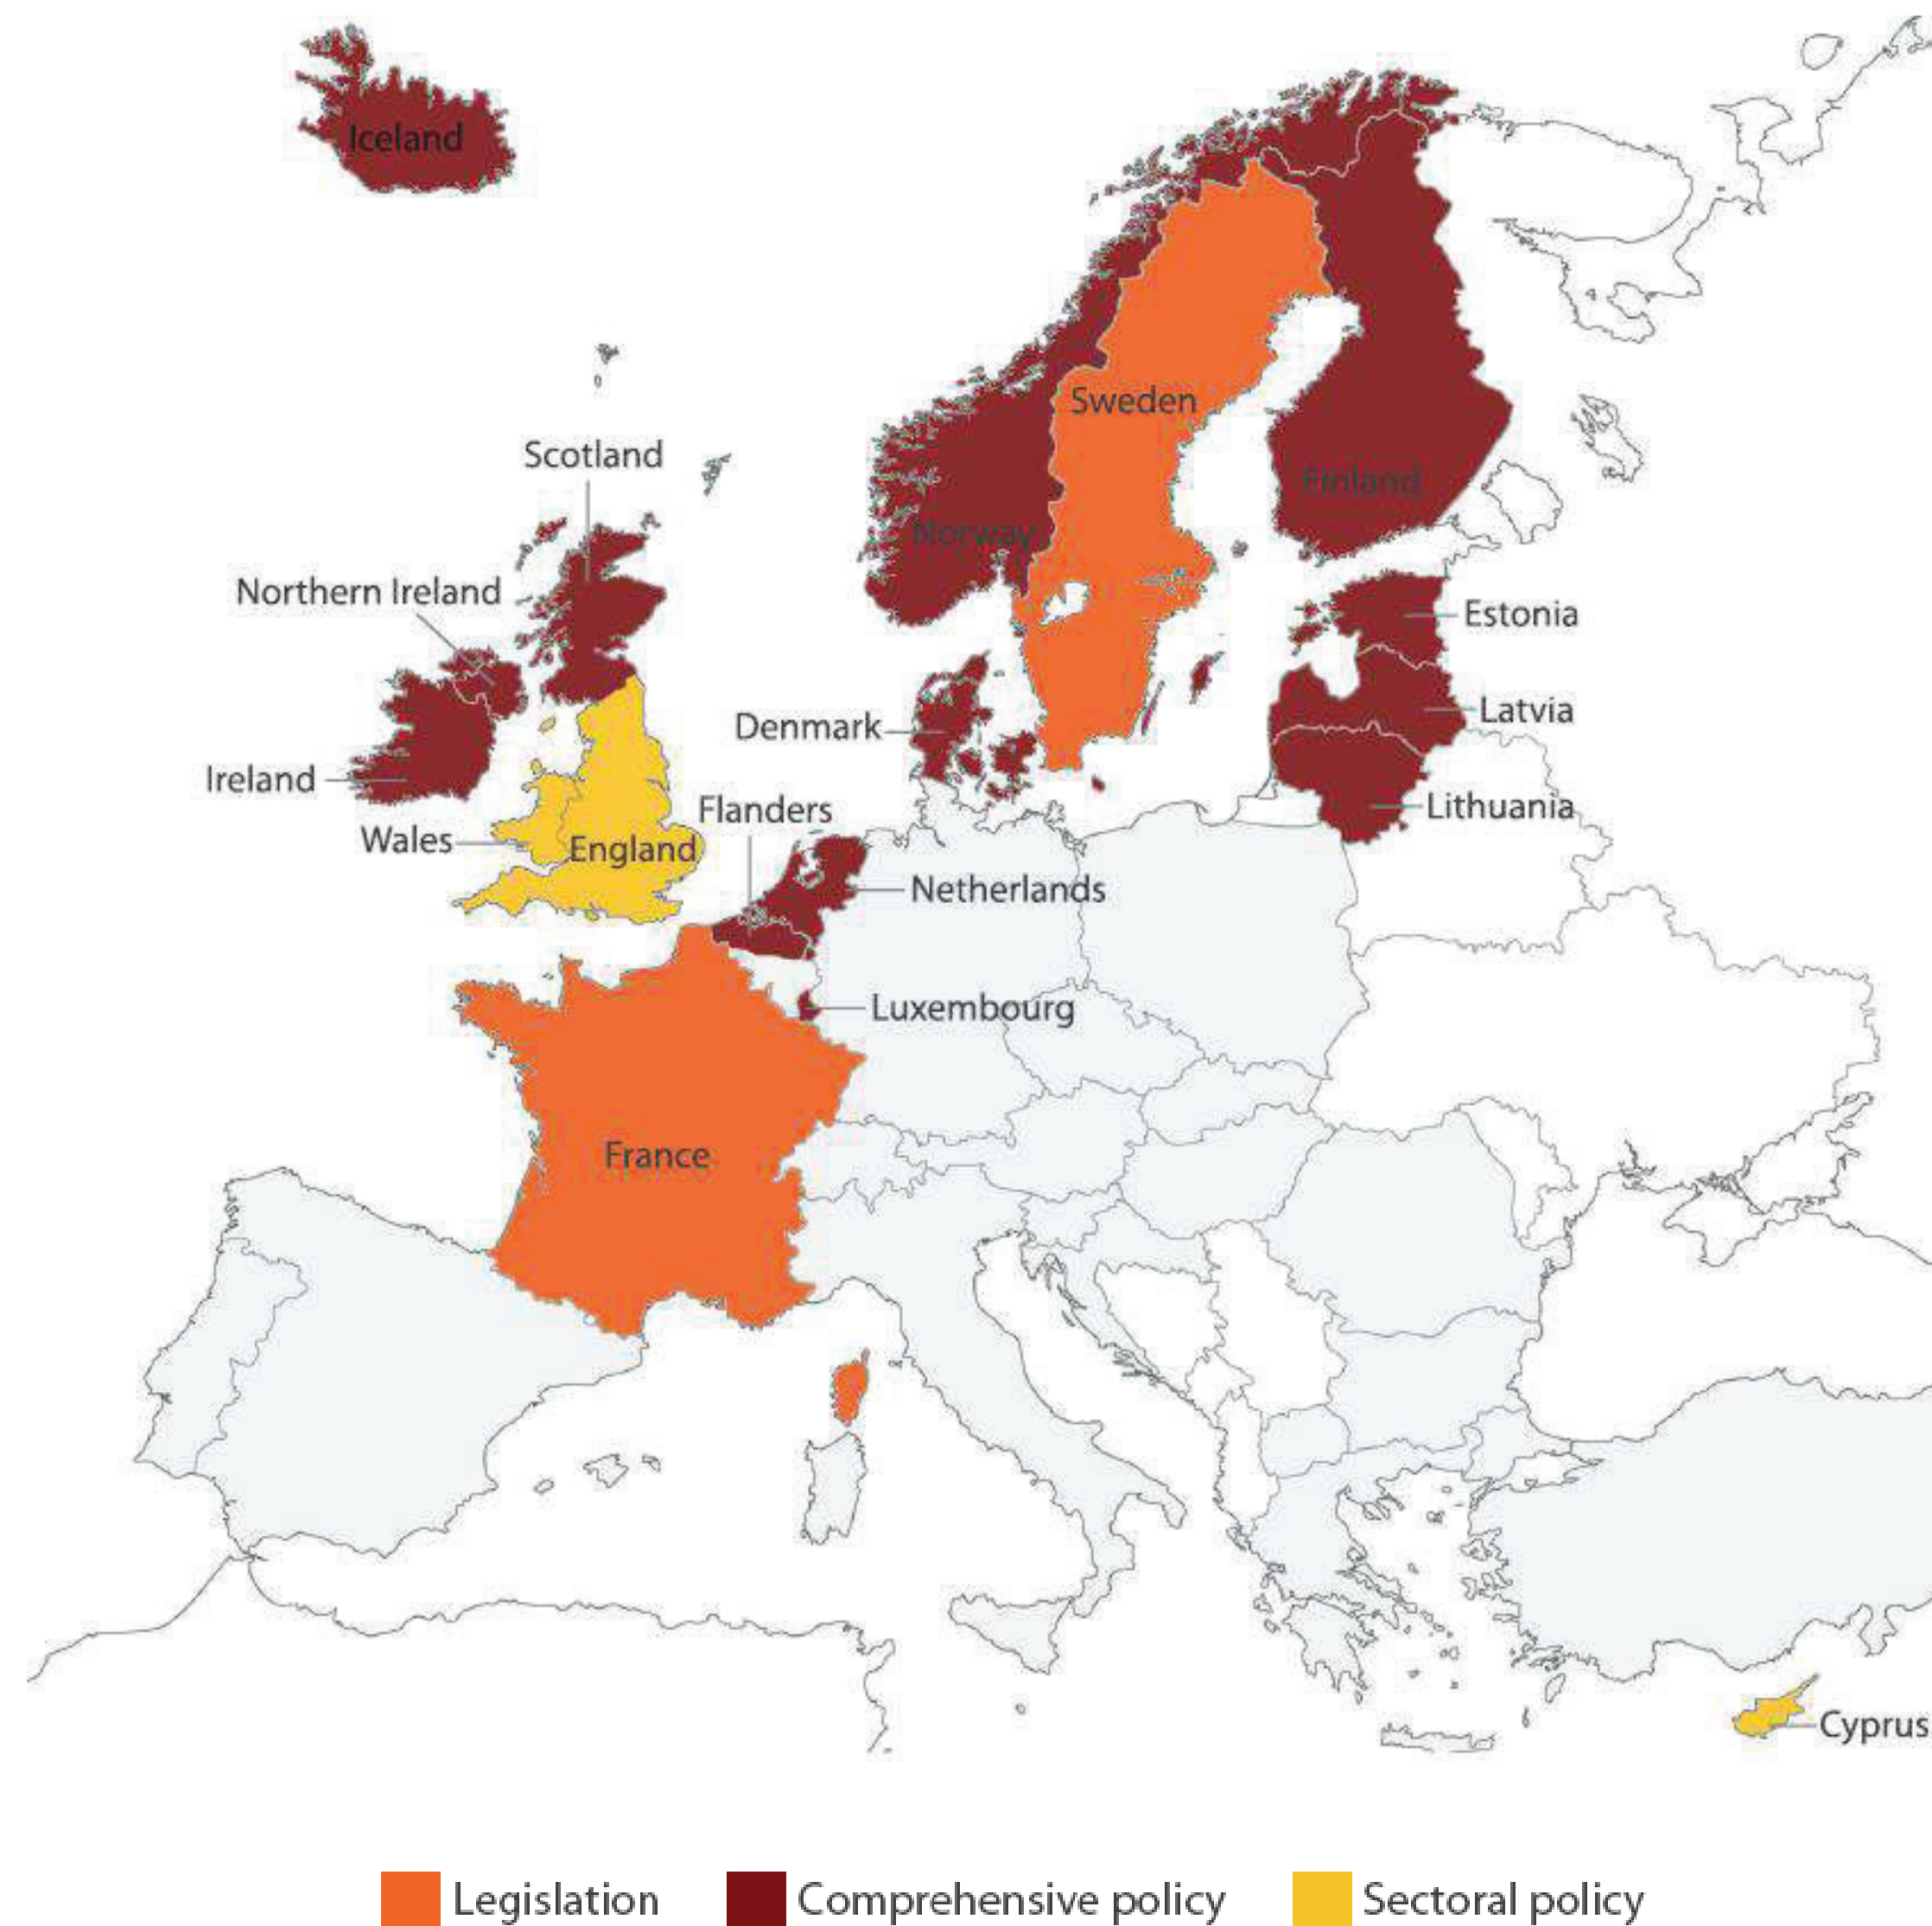 Iceland
Sweden
Scotland
Finland
Norway
Northern Ireland
Estonia
Latvia
Denmark
Ireland
Lithuania
Flanders
Wales
England
Netherlands
Luxembourg
France
Cyprus
Legislation
Comprehensive policy
Sectoral policy